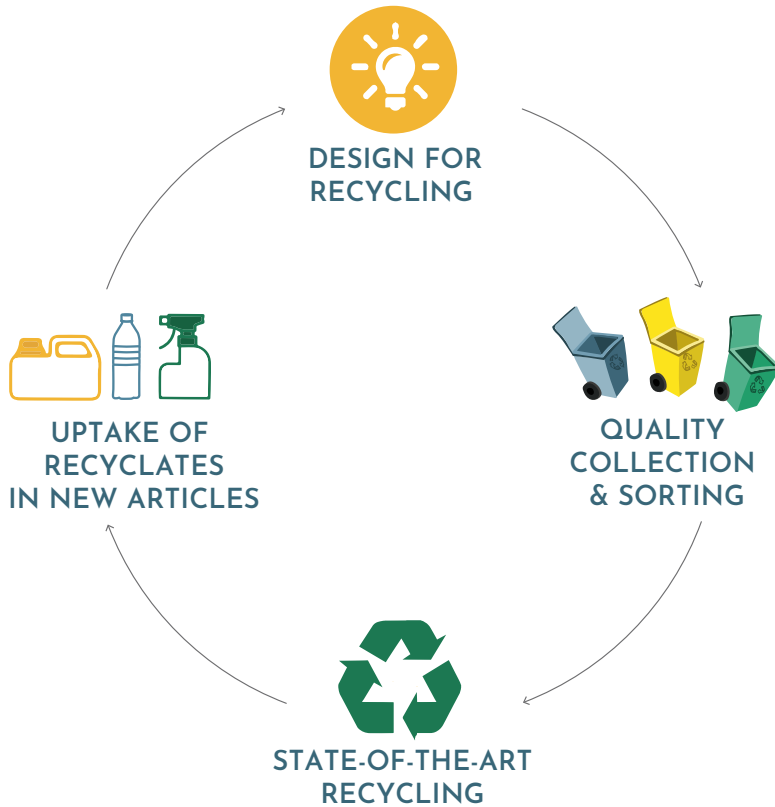 DESIGN FOR
RECYCLING
QUALITY
COLLECTION
& SORTING
STATE-OF-THE-ART
RECYCLING
UPTAKE OF
RECYCLATES
IN NEW ARTICLES